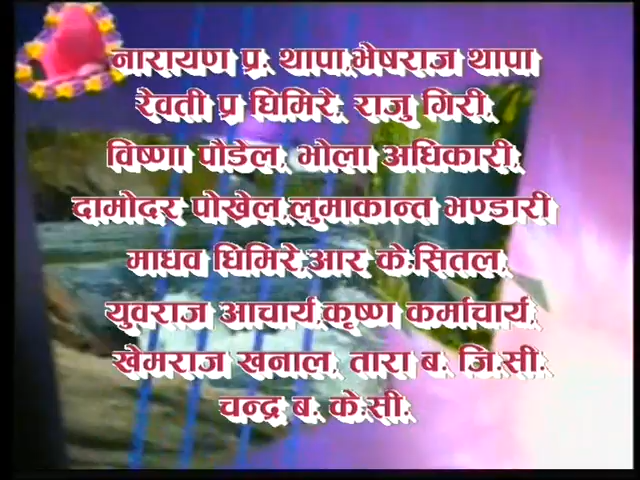 नारायण प्र. थापा,भेषराज थापा
रेवती प्र घिमिरे, राजु गिरी,
विष्णा पौडेल, भोला अधिकारी,
दामोदर पोखेल,लुमाकान्त भण्डारी
माधव घिमिरे,आर के.सितल,
युवराज आचार्य,कृष्ण कर्माचार्य,
खेमराज खनाल, तारा ब. जि.सी.
चन्द्र ब. के.सी.